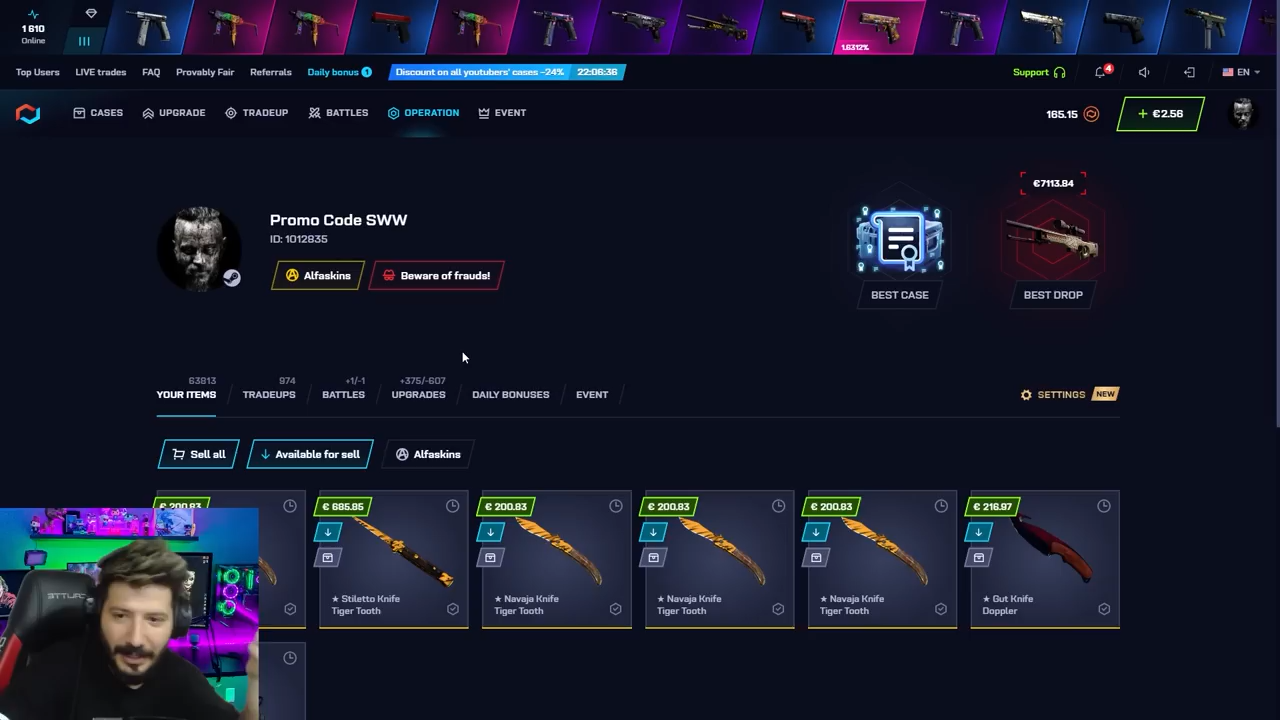 1 610
Online
1.6312%
Top Users
LIVE trades
FAQ
Provably Fair
Referrals
Daily bonus 1
Discount on all youtubers' cases -24%
22:06:36
Support
4
EN
CASES
UPGRADE
TRADEUP
BATTLES
OPERATION
EVENT
165.15
+ €2.56
Promo Code SWW
ID: 1012835
Alfaskins
Beware of frauds!
BEST CASE
€7113.84
BEST DROP
63813
YOUR ITEMS
974
TRADEUPS
+1/-1
BATTLES
+375/-607
UPGRADES
DAILY BONUSES
EVENT
SETTINGS
NEW
Sell all
Available for sell
Alfaskins
€ 200.83
€ 685.85
★ Stiletto Knife
Tiger Tooth
€ 200.83
★ Navaja Knife
Tiger Tooth
€ 200.83
★ Navaja Knife
Tiger Tooth
€ 200.83
★ Navaja Knife
Tiger Tooth
€ 216.97
★ Gut Knife
Doppler